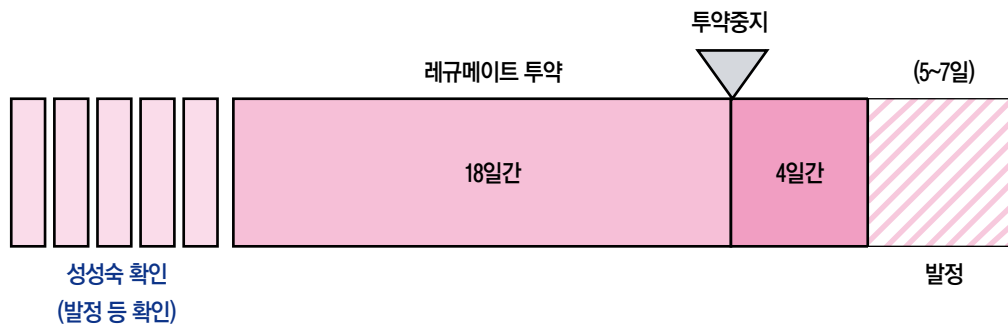 투약중지
레규메이트 투약
(5~7일)
18일간
4일간
성성숙 확인
(발정 등 확인)
발정